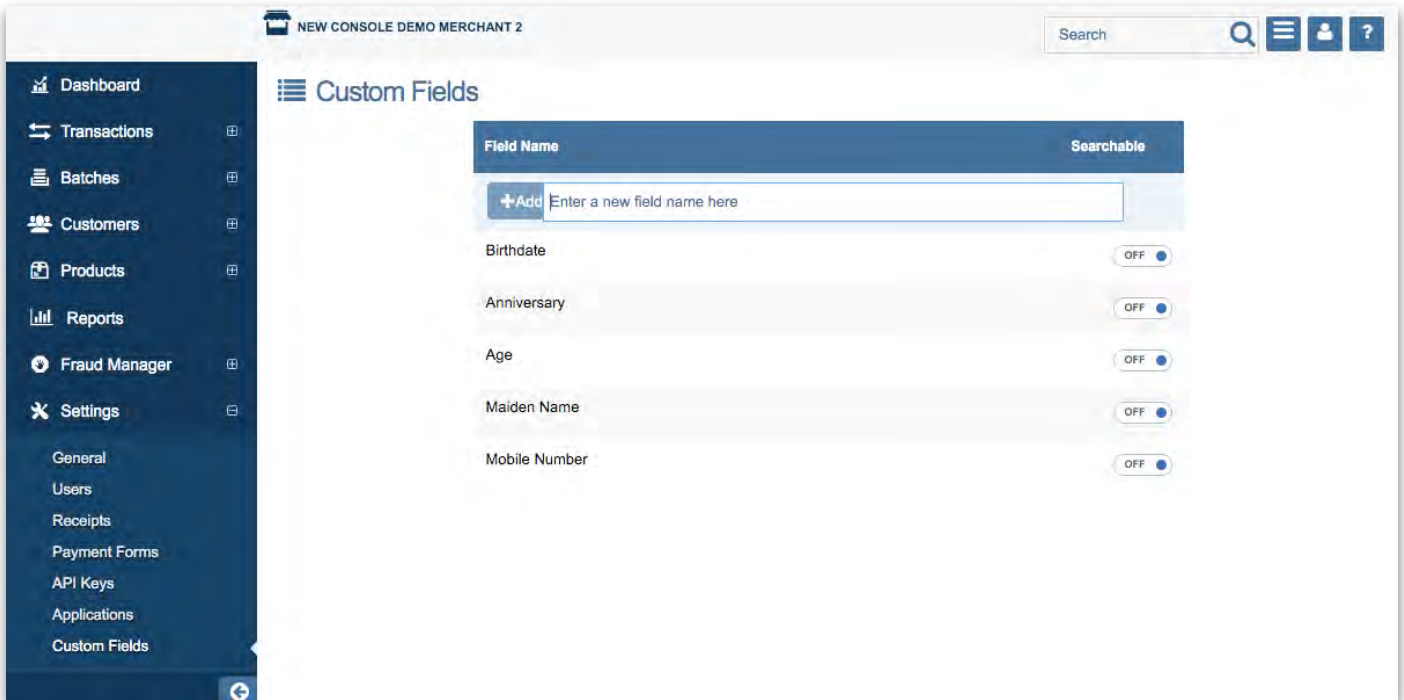 NEW CONSOLE DEMO MERCHANT 2
Search
?
Dashboard
Transactions
Batches
Customers
Products
Reports
Fraud Manager
Settings
General
Users
Receipts
Payment Forms
API Keys
Applications
Custom Fields
Custom Fields
Field Name Searchable
+Add Enter a new field name here
Birthdate OFF
Anniversary OFF
Age OFF
Maiden Name OFF
Mobile Number OFF